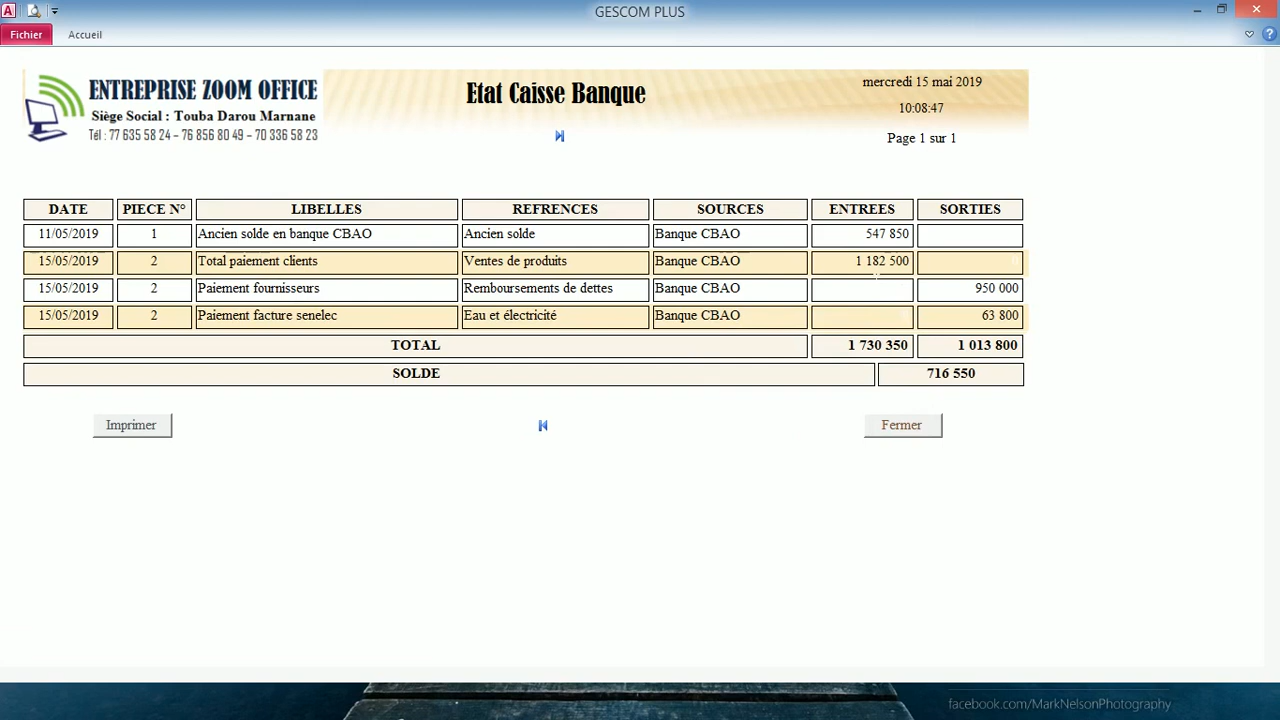 GESCOM PLUS
Fichier Accueil
ENTREPRISE ZOOM OFFICE
Siège Social : Touba Darou Marnane
Tél : 77 635 58 24 – 76 856 80 49 – 70 336 58 23
Etat Caisse Banque
mercredi 15 mai 2019
10:08:47
Page 1 sur 1
DATE PIECE N° LIBELLES REFRENCES SOURCES ENTREES SORTIES
11/05/2019 1 Ancien solde en banque CBAO Ancien solde Banque CBAO 547 850
15/05/2019 2 Total paiement clients Ventes de produits Banque CBAO 1 182 500 0
15/05/2019 2 Paiement fournisseurs Remboursements de dettes Banque CBAO 950 000
15/05/2019 2 Paiement facture senelec Eau et électricité Banque CBAO 0 63 800
TOTAL 1 730 350 1 013 800
SOLDE 716 550
Imprimer Fermer
facebook.com/MarkNelsonPhotography